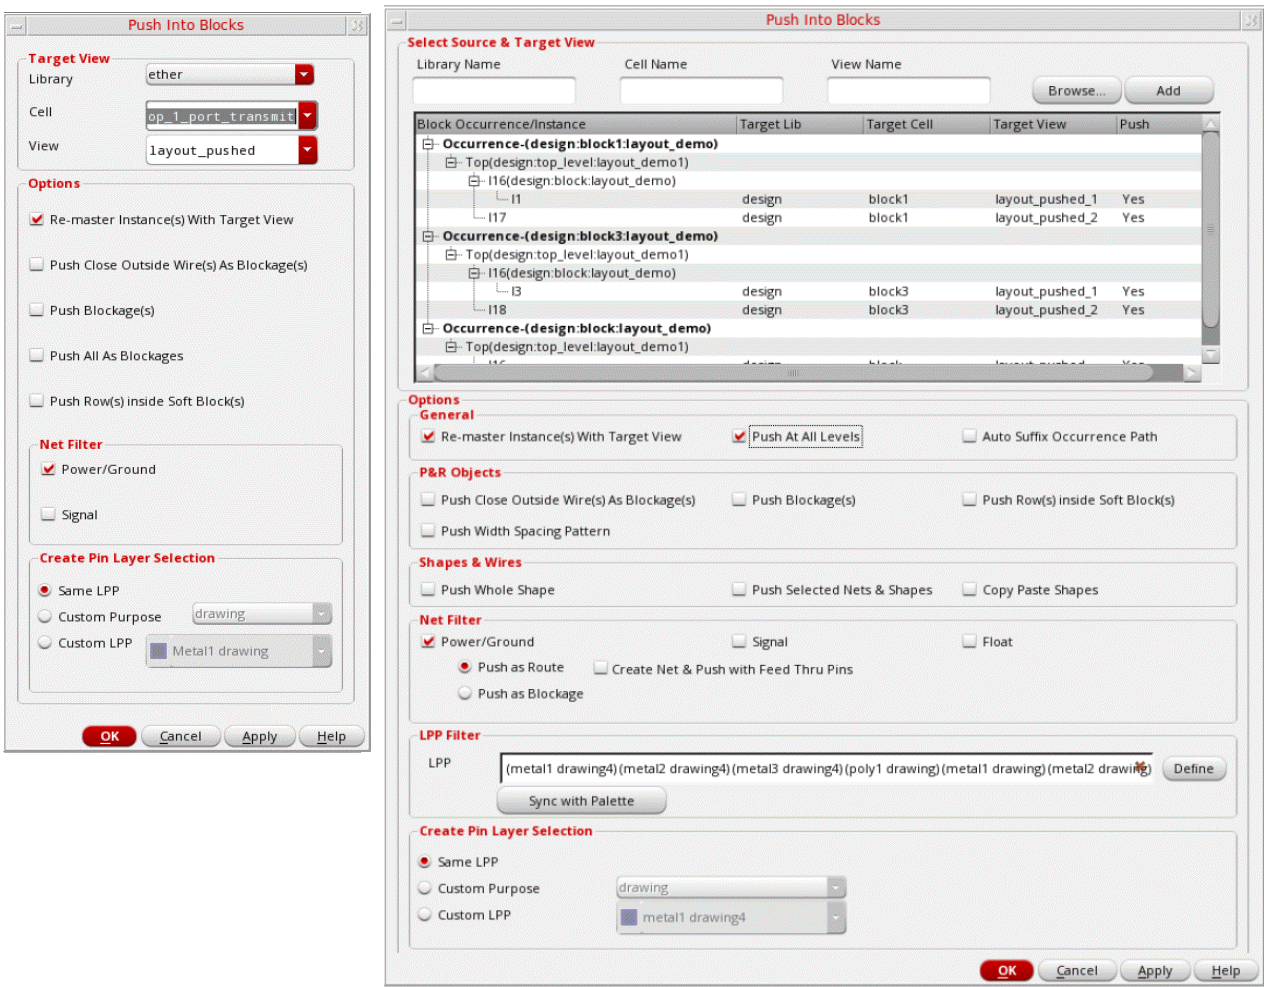 Push Into Blocks
Target View
Library
ether
Cell
op_1_port_transmit
View
layout_pushed
Options
Re-master Instance(s) With Target View
Push Close Outside Wire(s) As Blockage(s)
Push Blockage(s)
Push All As Blockages
Push Row(s) inside Soft Block(s)
Net Filter
Power/Ground
Signal
Create Pin Layer Selection
Same LPP
Custom Purpose drawing
Custom LPP Metal1 drawing
OK Cancel Apply Help
Push Into Blocks
Select Source & Target View
Library Name Cell Name View Name
Browse... Add
Block Occurrence/Instance Target Lib Target Cell Target View Push
Occurrence-(design:block1:layout_demo)
Top(design:top_level:layout_demo1)
I16(design:block:layout_demo)
I1 design block1 layout_pushed_1 Yes
I17 design block1 layout_pushed_2 Yes
Occurrence-(design:block3:layout_demo)
Top(design:top_level:layout_demo1)
I16(design:block:layout_demo)
I3 design block3 layout_pushed_1 Yes
I18 design block3 layout_pushed_2 Yes
Occurrence-(design:block:layout_demo)
Top(design:top_level:layout_demo1)
Options
General
Re-master Instance(s) With Target View Push At All Levels Auto Suffix Occurrence Path
P&R Objects
Push Close Outside Wire(s) As Blockage(s) Push Blockage(s) Push Row(s) inside Soft Block(s)
Push Width Spacing Pattern
Shapes & Wires
Push Whole Shape Push Selected Nets & Shapes Copy Paste Shapes
Net Filter
Power/Ground Signal Float
Push as Route Create Net & Push with Feed Thru Pins
Push as Blockage
LPP Filter
LPP (metal1 drawing4)(metal2 drawing4)(metal3 drawing4)(poly1 drawing)(metal1 drawing)(metal2 drawing) Define
Sync with Palette
Create Pin Layer Selection
Same LPP
Custom Purpose drawing
Custom LPP metal1 drawing4
OK Cancel Apply Help